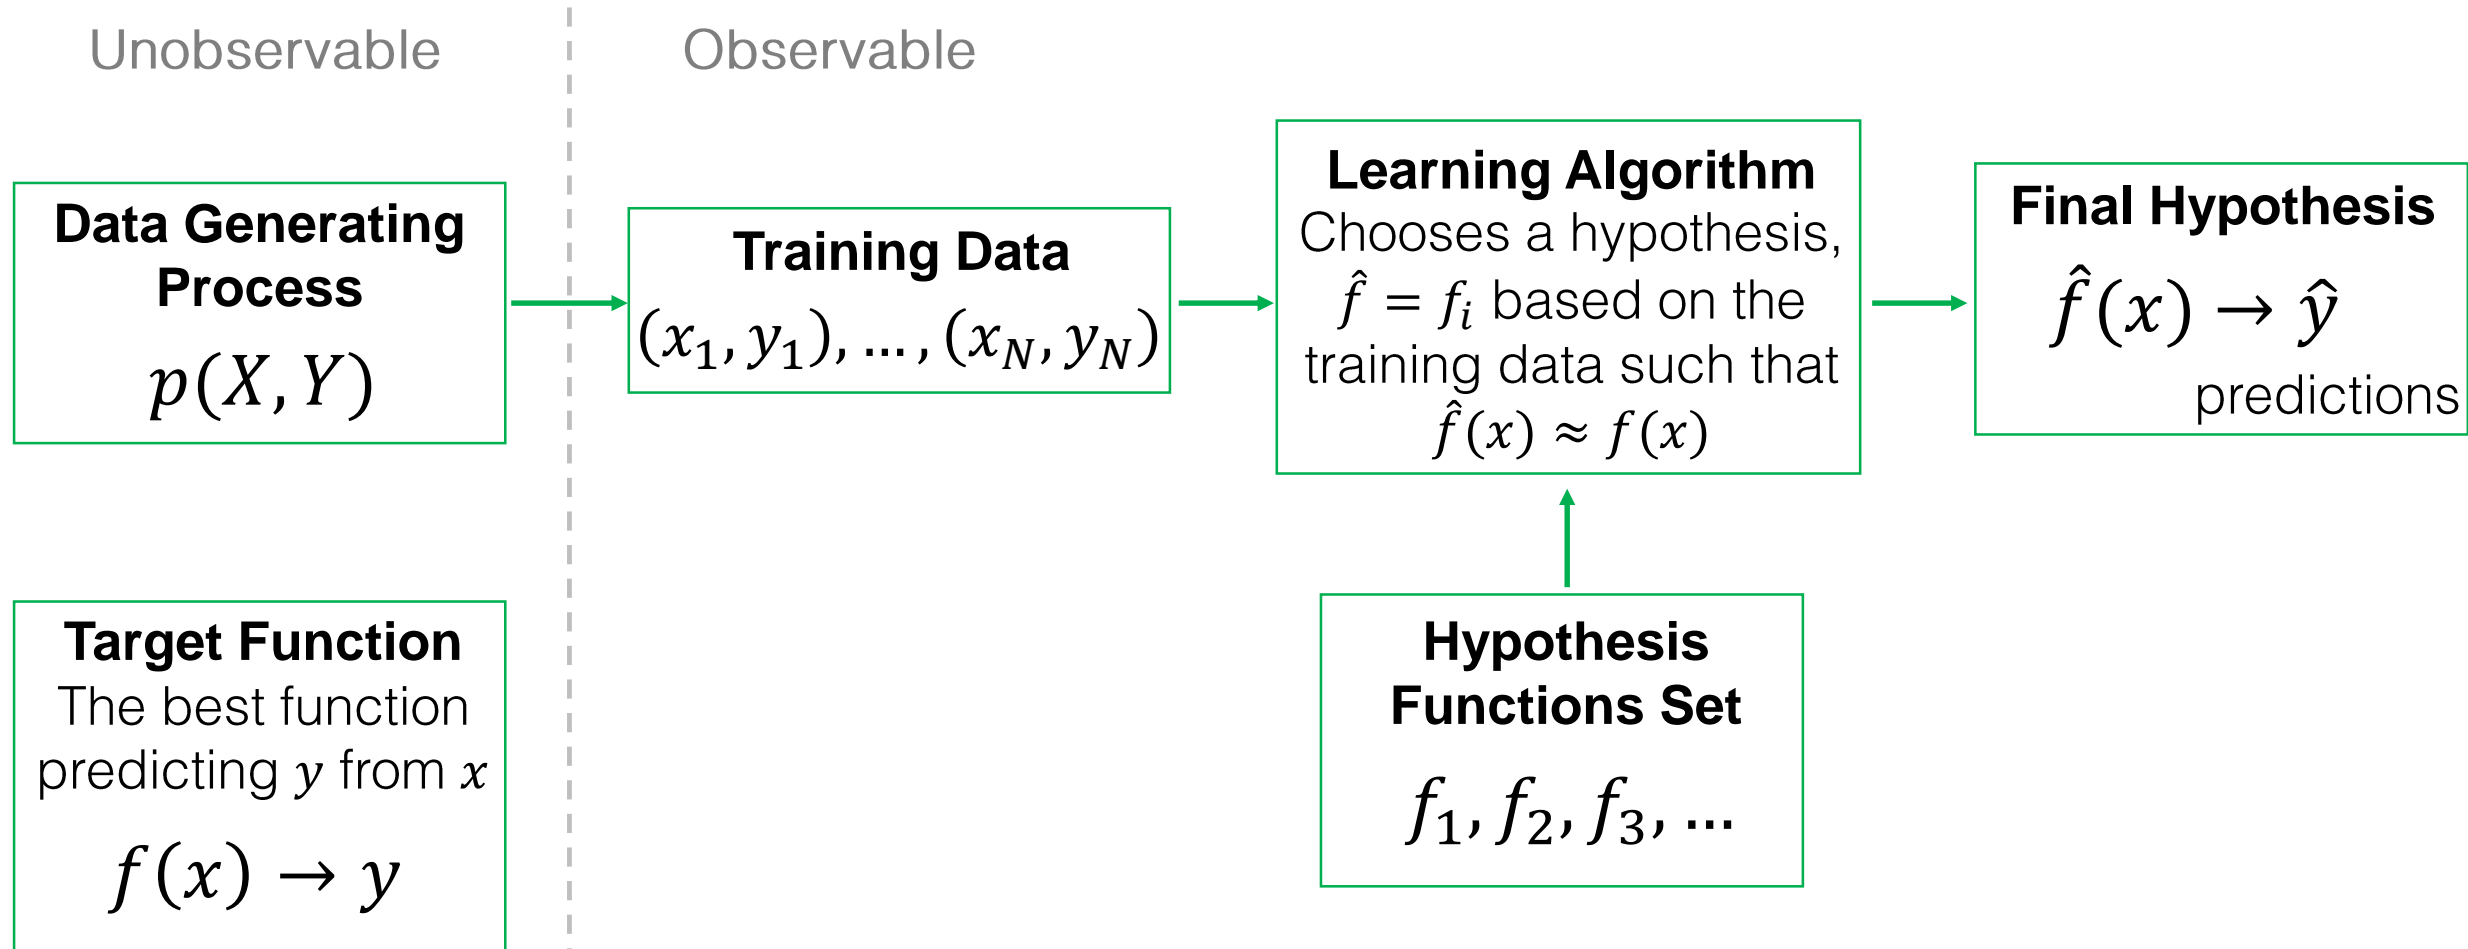 Unobservable
Observable
Data Generating
Process
p(X, Y)
Training Data
(x₁, y₁), … , (x_N, y_N)
Learning Algorithm
Chooses a hypothesis,
f̂ = fᵢ based on the
training data such that
f̂(x) ≈ f(x)
Final Hypothesis
f̂(x) → ŷ
predictions
Target Function
The best function
predicting y from x
f(x) → y
Hypothesis
Functions Set
f₁, f₂, f₃, …